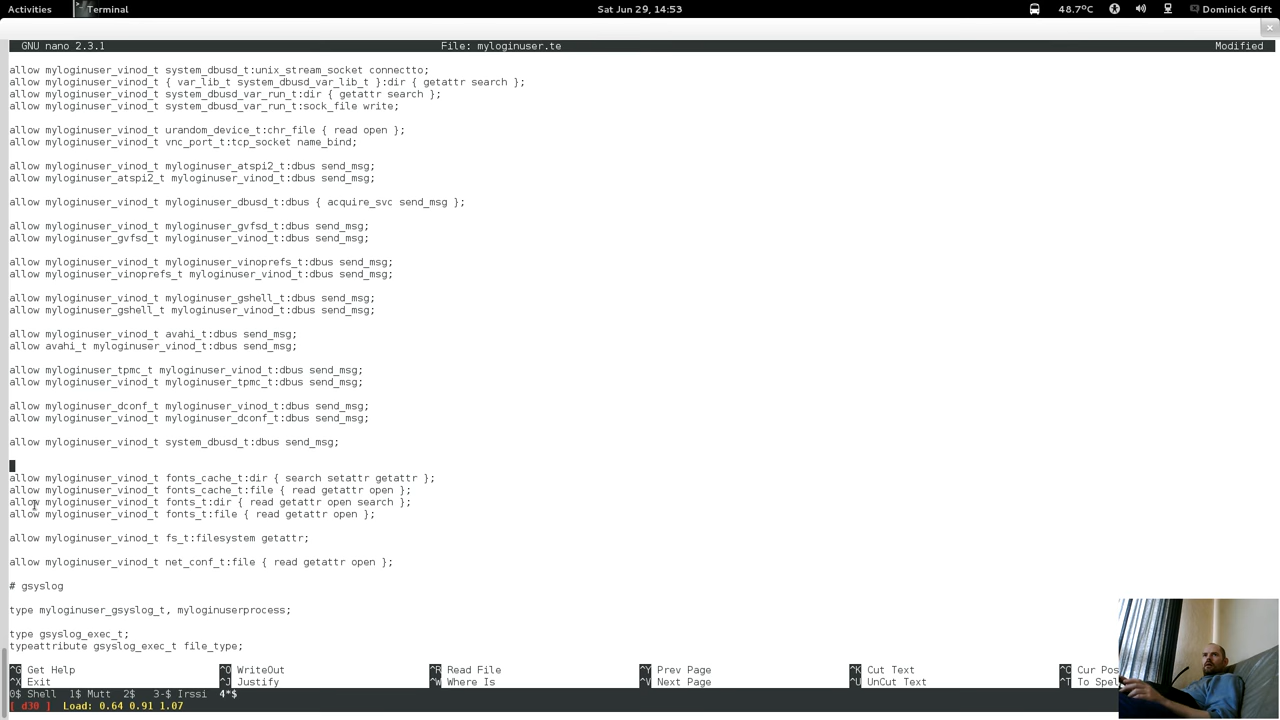 Activities Terminal Sat Jun 29, 14:53 48.7°C Dominick Grift
GNU nano 2.3.1 File: myloginuser.te Modified
allow myloginuser_vinod_t system_dbusd_t:unix_stream_socket connectto;
allow myloginuser_vinod_t { var_lib_t system_dbusd_var_lib_t }:dir { getattr search };
allow myloginuser_vinod_t system_dbusd_var_run_t:dir { getattr search };
allow myloginuser_vinod_t system_dbusd_var_run_t:sock_file write;
allow myloginuser_vinod_t urandom_device_t:chr_file { read open };
allow myloginuser_vinod_t vnc_port_t:tcp_socket name_bind;
allow myloginuser_vinod_t myloginuser_atspi2_t:dbus send_msg;
allow myloginuser_atspi2_t myloginuser_vinod_t:dbus send_msg;
allow myloginuser_vinod_t myloginuser_dbusd_t:dbus { acquire_svc send_msg };
allow myloginuser_vinod_t myloginuser_gvfsd_t:dbus send_msg;
allow myloginuser_gvfsd_t myloginuser_vinod_t:dbus send_msg;
allow myloginuser_vinod_t myloginuser_vinoprefs_t:dbus send_msg;
allow myloginuser_vinoprefs_t myloginuser_vinod_t:dbus send_msg;
allow myloginuser_vinod_t myloginuser_gshell_t:dbus send_msg;
allow myloginuser_gshell_t myloginuser_vinod_t:dbus send_msg;
allow myloginuser_vinod_t avahi_t:dbus send_msg;
allow avahi_t myloginuser_vinod_t:dbus send_msg;
allow myloginuser_tpmc_t myloginuser_vinod_t:dbus send_msg;
allow myloginuser_vinod_t myloginuser_tpmc_t:dbus send_msg;
allow myloginuser_dconf_t myloginuser_vinod_t:dbus send_msg;
allow myloginuser_vinod_t myloginuser_dconf_t:dbus send_msg;
allow myloginuser_vinod_t system_dbusd_t:dbus send_msg;
allow myloginuser_vinod_t fonts_cache_t:dir { search setattr getattr };
allow myloginuser_vinod_t fonts_cache_t:file { read getattr open };
allow myloginuser_vinod_t fonts_t:dir { read getattr open search };
allow myloginuser_vinod_t fonts_t:file { read getattr open };
allow myloginuser_vinod_t fs_t:filesystem getattr;
allow myloginuser_vinod_t net_conf_t:file { read getattr open };
# gsyslog
type myloginuser_gsyslog_t, myloginuserprocess;
type gsyslog_exec_t;
typeattribute gsyslog_exec_t file_type;
^G Get Help ^O WriteOut ^R Read File ^Y Prev Page ^K Cut Text ^C Cur Pos
^X Exit ^J Justify ^W Where Is ^V Next Page ^U UnCut Text ^T To Spel
0$ Shell 1$ Mutt 2$ 3-$ Irssi 4*$
[ d30 ] Load: 0.64 0.91 1.07